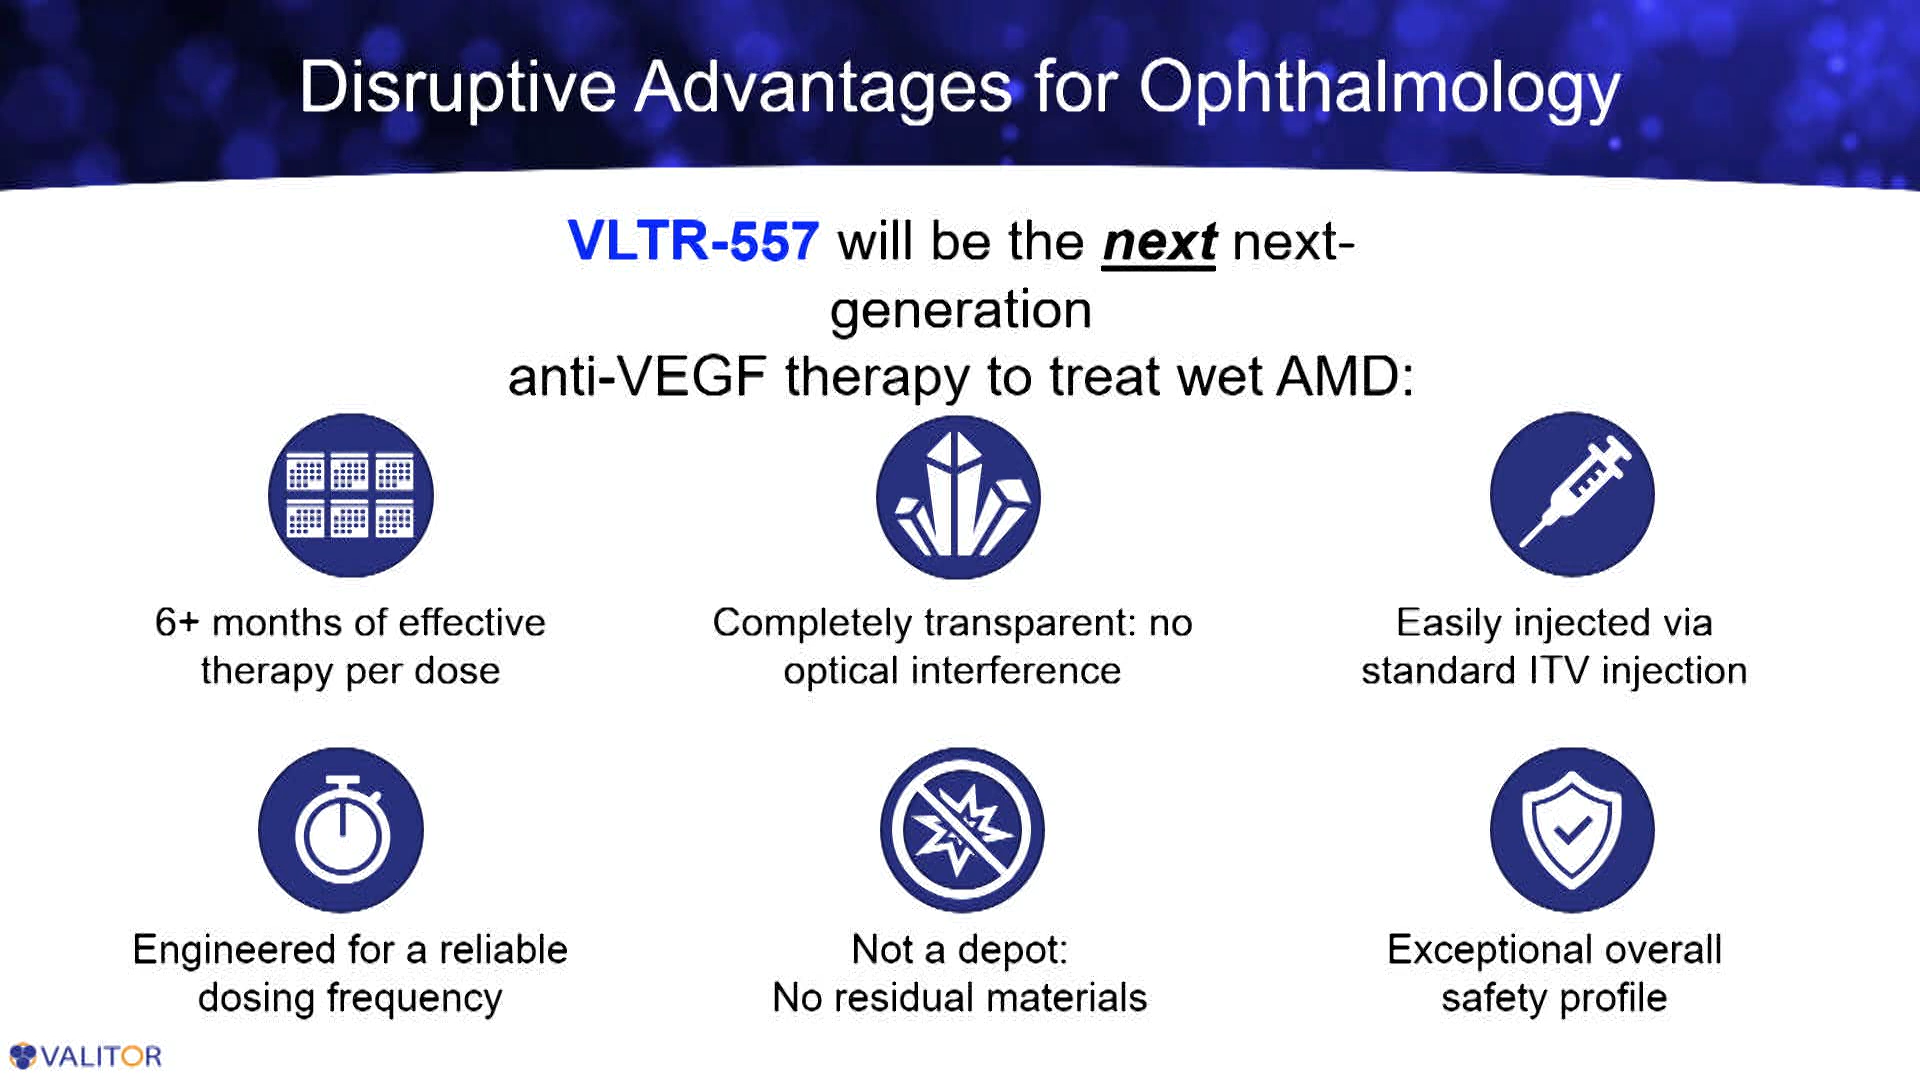 Disruptive Advantages for Ophthalmology
VLTR-557 will be the next next-
generation
anti-VEGF therapy to treat wet AMD:
6+ months of effective
therapy per dose
Completely transparent: no
optical interference
Easily injected via
standard ITV injection
Engineered for a reliable
dosing frequency
Not a depot:
No residual materials
Exceptional overall
safety profile
VALITOR